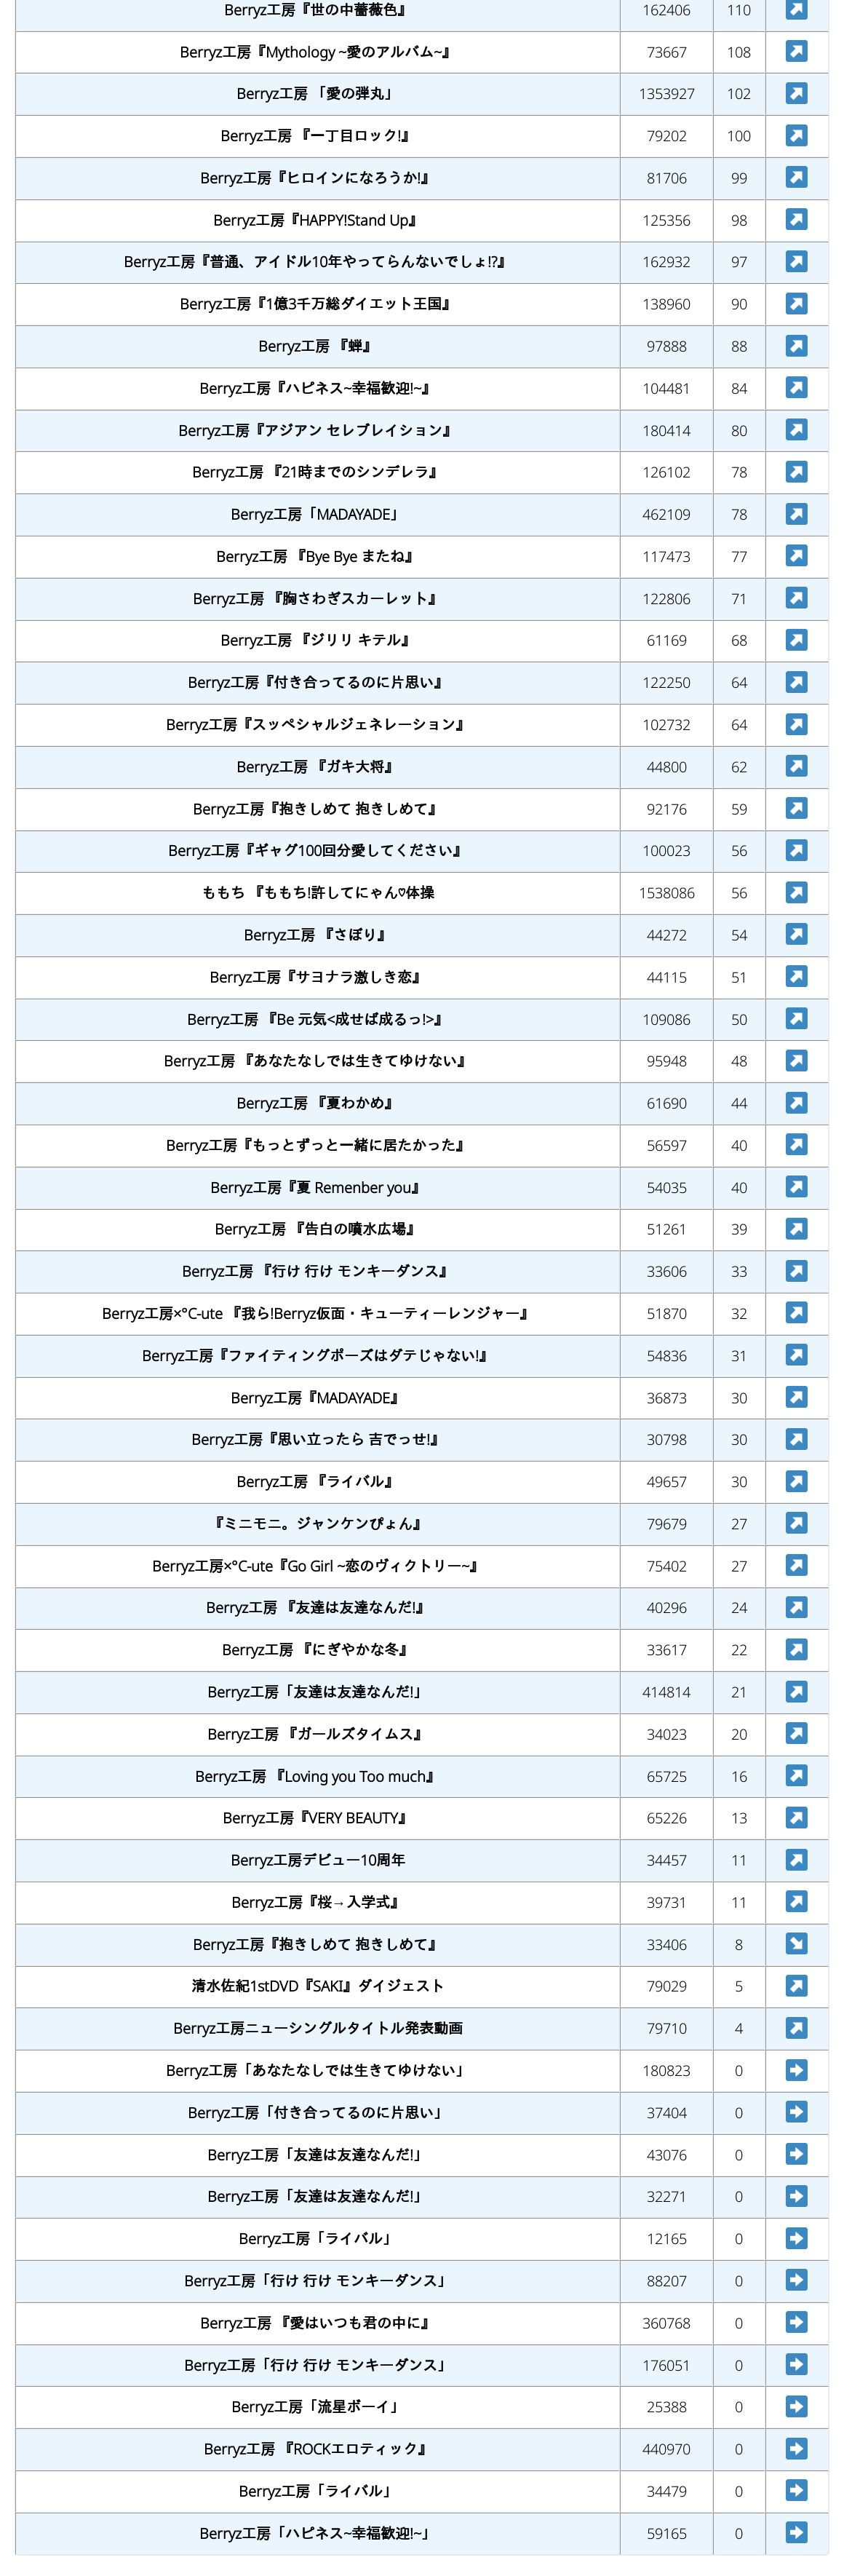 Berryz工房『世の中薔薇色』 162406 110
Berryz工房『Mythology ~愛のアルバム~』 73667 108
Berryz工房 「愛の弾丸」 1353927 102
Berryz工房 『一丁目ロック!』 79202 100
Berryz工房『ヒロインになろうか!』 81706 99
Berryz工房『HAPPY!Stand Up』 125356 98
Berryz工房『普通、アイドル10年やってらんないでしょ!?』 162932 97
Berryz工房『1億3千万総ダイエット王国』 138960 90
Berryz工房 『蝉』 97888 88
Berryz工房『ハピネス~幸福歓迎!~』 104481 84
Berryz工房『アジアン セレブレイション』 180414 80
Berryz工房 『21時までのシンデレラ』 126102 78
Berryz工房「MADAYADE」 462109 78
Berryz工房 『Bye Bye またね』 117473 77
Berryz工房 『胸さわぎスカーレット』 122806 71
Berryz工房 『ジリリ キテル』 61169 68
Berryz工房『付き合ってるのに片思い』 122250 64
Berryz工房『スッペシャルジェネレーション』 102732 64
Berryz工房 『ガキ大将』 44800 62
Berryz工房『抱きしめて 抱きしめて』 92176 59
Berryz工房『ギャグ100回分愛してください』 100023 56
ももち 『ももち!許してにゃん♡体操 1538086 56
Berryz工房 『さぼり』 44272 54
Berryz工房『サヨナラ激しき恋』 44115 51
Berryz工房 『Be 元気<成せば成るっ!>』 109086 50
Berryz工房 『あなたなしでは生きてゆけない』 95948 48
Berryz工房 『夏わかめ』 61690 44
Berryz工房『もっとずっと一緒に居たかった』 56597 40
Berryz工房『夏 Remenber you』 54035 40
Berryz工房 『告白の噴水広場』 51261 39
Berryz工房 『行け 行け モンキーダンス』 33606 33
Berryz工房×°C-ute 『我ら!Berryz仮面・キューティーレンジャー』 51870 32
Berryz工房『ファイティングポーズはダテじゃない!』 54836 31
Berryz工房『MADAYADE』 36873 30
Berryz工房『思い立ったら 吉でっせ!』 30798 30
Berryz工房 『ライバル』 49657 30
『ミニモニ。ジャンケンぴょん』 79679 27
Berryz工房×°C-ute『Go Girl ~恋のヴィクトリー~』 75402 27
Berryz工房 『友達は友達なんだ!』 40296 24
Berryz工房 『にぎやかな冬』 33617 22
Berryz工房「友達は友達なんだ!」 414814 21
Berryz工房 『ガールズタイムス』 34023 20
Berryz工房 『Loving you Too much』 65725 16
Berryz工房『VERY BEAUTY』 65226 13
Berryz工房デビュー10周年 34457 11
Berryz工房『桜→入学式』 39731 11
Berryz工房『抱きしめて 抱きしめて』 33406 8
清水佐紀1stDVD『SAKI』ダイジェスト 79029 5
Berryz工房ニューシングルタイトル発表動画 79710 4
Berryz工房「あなたなしでは生きてゆけない」 180823 0
Berryz工房「付き合ってるのに片思い」 37404 0
Berryz工房「友達は友達なんだ!」 43076 0
Berryz工房「友達は友達なんだ!」 32271 0
Berryz工房「ライバル」 12165 0
Berryz工房「行け 行け モンキーダンス」 88207 0
Berryz工房 『愛はいつも君の中に』 360768 0
Berryz工房「行け 行け モンキーダンス」 176051 0
Berryz工房「流星ボーイ」 25388 0
Berryz工房 『ROCKエロティック』 440970 0
Berryz工房「ライバル」 34479 0
Berryz工房「ハピネス~幸福歓迎!~」 59165 0